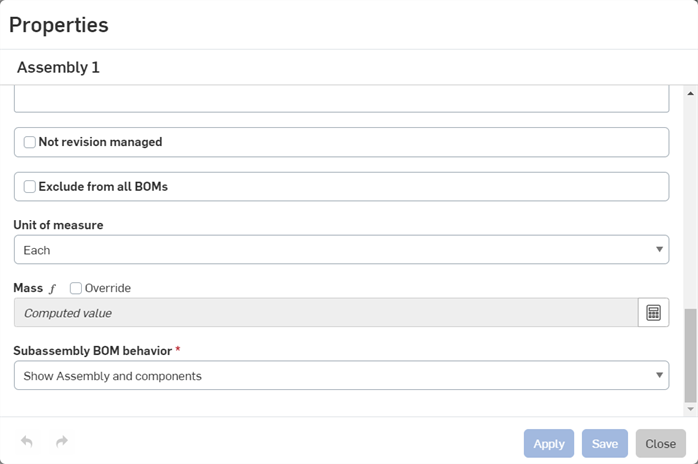 Properties
Assembly 1
Not revision managed
Exclude from all BOMs
Unit of measure
Each
Mass ƒ Override
Computed value
Subassembly BOM behavior *
Show Assembly and components
Apply Save Close